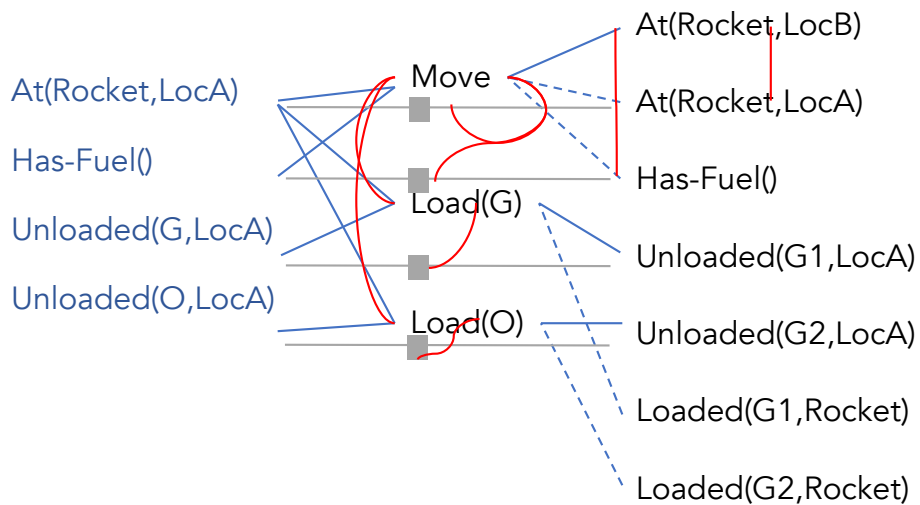 At(Rocket,LocA)
Has-Fuel()
Unloaded(G,LocA)
Unloaded(O,LocA)
Move
Load(G)
Load(O)
At(Rocket,LocB)
At(Rocket,LocA)
Has-Fuel()
Unloaded(G1,LocA)
Unloaded(G2,LocA)
Loaded(G1,Rocket)
Loaded(G2,Rocket)